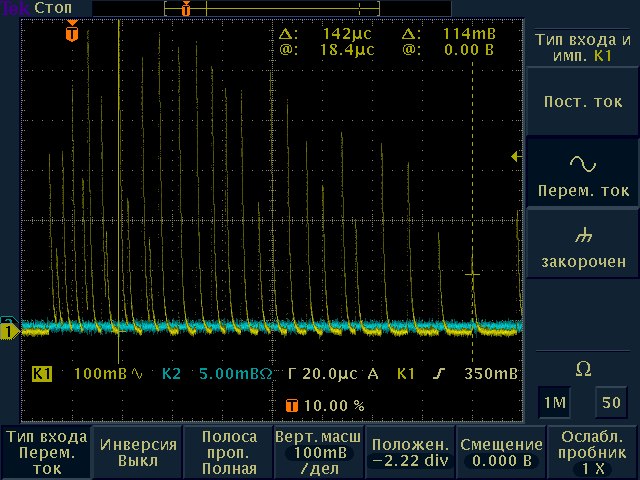 Tek Стоп
T
Δ: 142µс Δ: 114mВ
@: 18.4µс @: 0.00 В
T
Тип входа и
имп. К1
Пост. ток
Перем. ток
закорочен
2
1
К1 100mВ∿ К2 5.00mВΩ Г 20.0µс А К1 ƒ 350mВ
T 10.00 %
Ω
1М 50
Тип входа
Перем.
ток
Инверсия
Выкл
Полоса
проп.
Полная
Верт.масш
100mВ
/дел
Положен.
−2.22 div
Смещение
0.000 В
Ослабл.
пробник
1 X